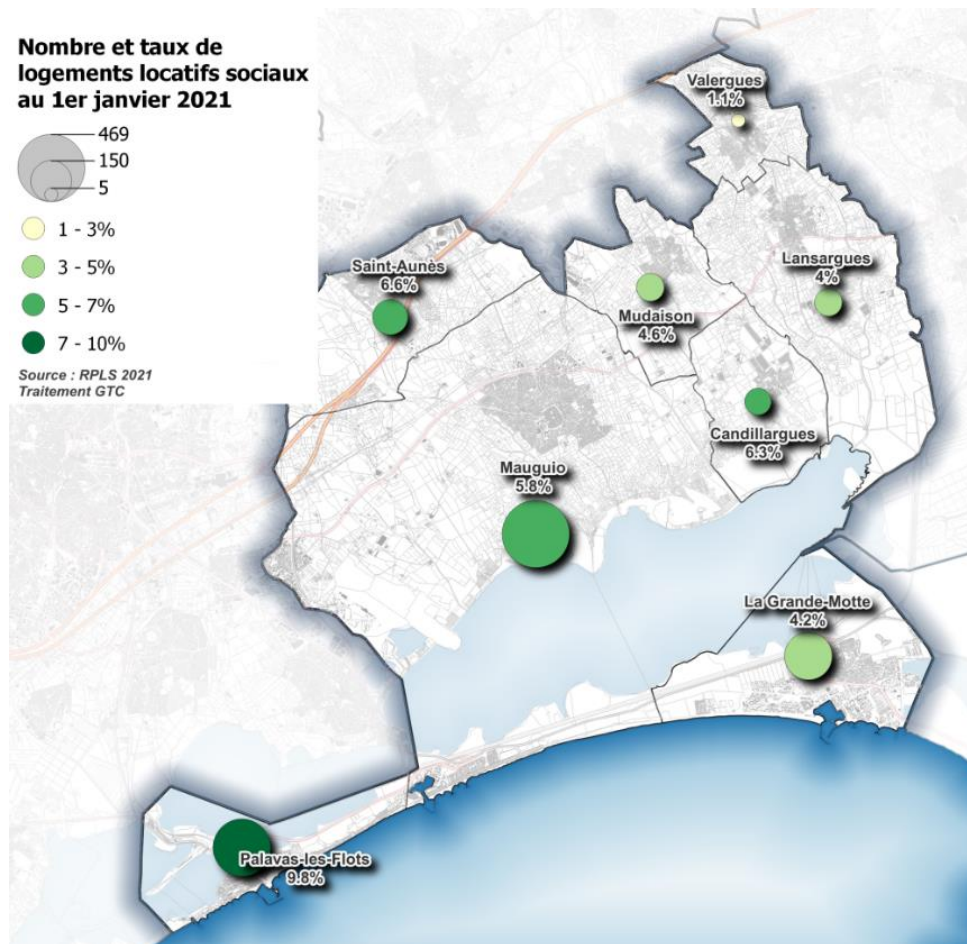 Nombre et taux de
logements locatifs sociaux
au 1er janvier 2021
469
150
5
1 - 3%
3 - 5%
5 - 7%
7 - 10%
Source : RPLS 2021
Traitement GTC
Valergues
1.1%
Saint-Aunès
6.6%
Lansargues
4%
Mudaison
4.6%
Candillargues
6.3%
Mauguio
5.8%
La Grande-Motte
4.2%
Palavas-les-Flots
9.8%